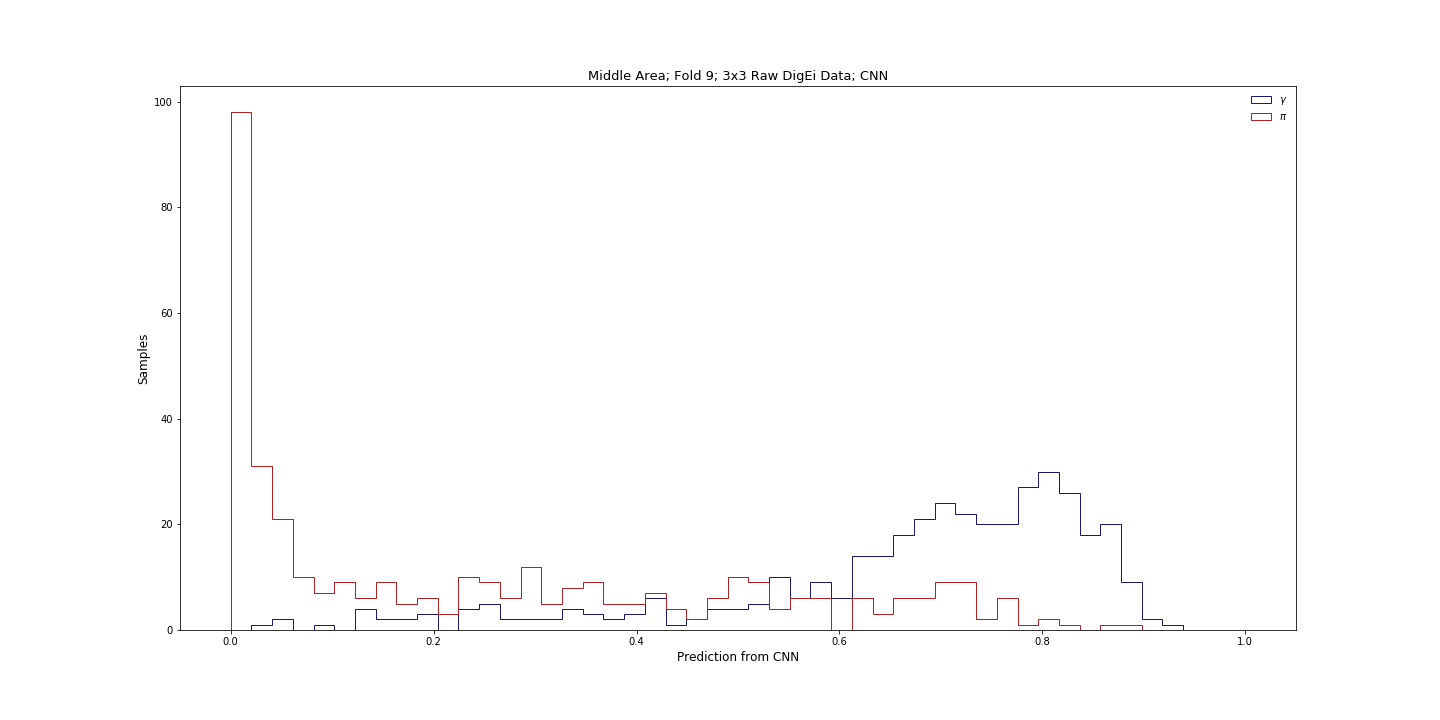 Middle Area; Fold 9; 3x3 Raw DigEi Data; CNN
γ
π
100
80
60
40
20
0
Samples
0.0 0.2 0.4 0.6 0.8 1.0
Prediction from CNN